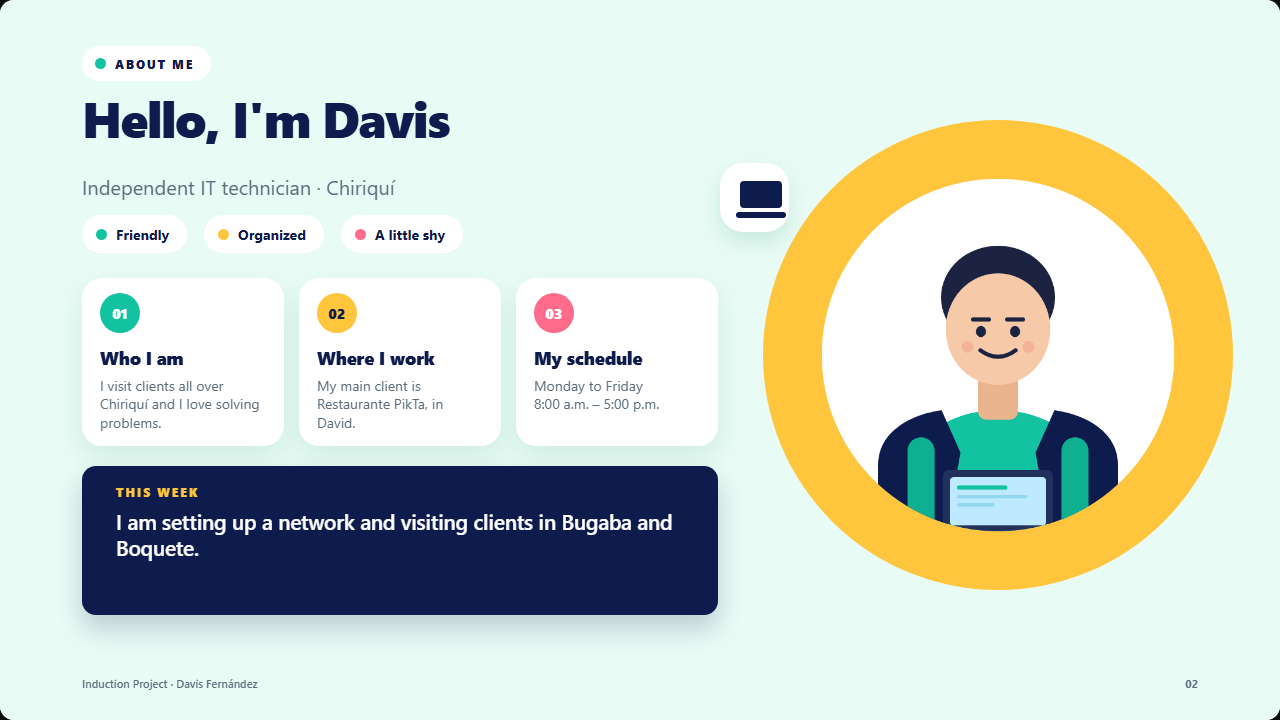 ABOUT ME
Hello, I'm Davis
Independent IT technician · Chiriquí
Friendly
Organized
A little shy
01
Who I am
I visit clients all over
Chiriquí and I love solving
problems.
02
Where I work
My main client is
Restaurante PikTa, in
David.
03
My schedule
Monday to Friday
8:00 a.m. – 5:00 p.m.
THIS WEEK
I am setting up a network and visiting clients in Bugaba and
Boquete.
Induction Project · Davis Fernández
02